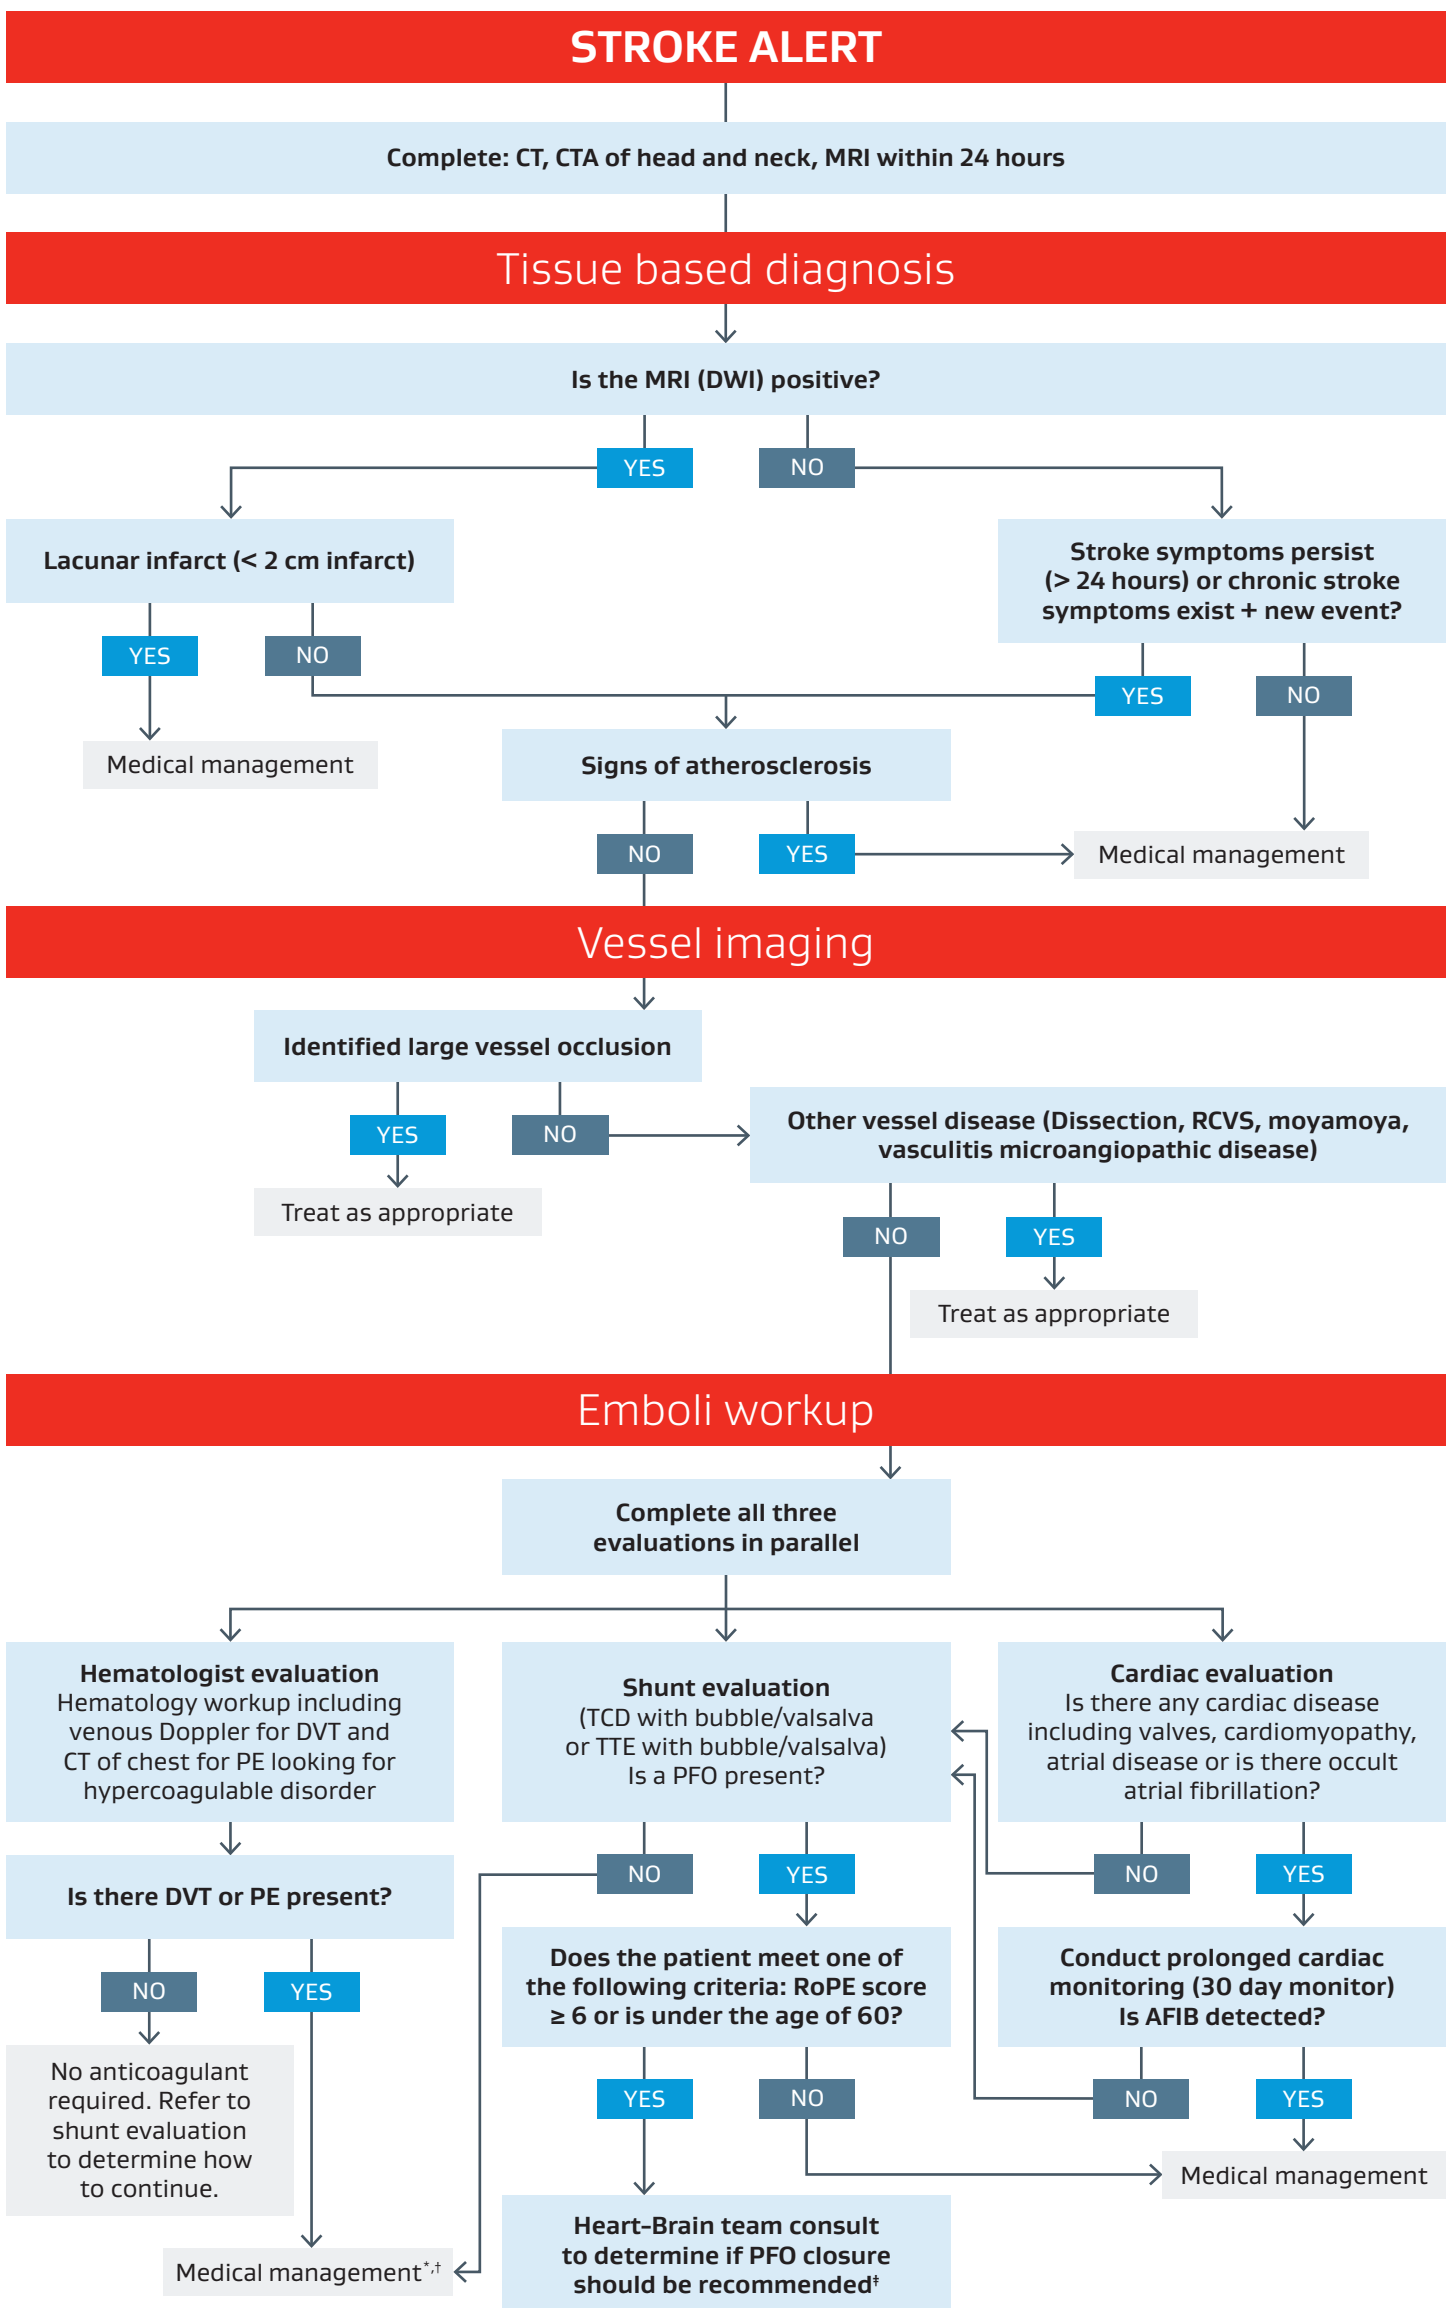 STROKE ALERT
Complete: CT, CTA of head and neck, MRI within 24 hours
Tissue based diagnosis
Is the MRI (DWI) positive?
YES
NO
Lacunar infarct (< 2 cm infarct)
Stroke symptoms persist
(> 24 hours) or chronic stroke
symptoms exist + new event?
YES
NO
YES
NO
Medical management
Signs of atherosclerosis
NO
YES
Medical management
Vessel imaging
Identified large vessel occlusion
YES
NO
Other vessel disease (Dissection, RCVS, moyamoya,
vasculitis microangiopathic disease)
Treat as appropriate
NO
YES
Treat as appropriate
Emboli workup
Complete all three
evaluations in parallel
Hematologist evaluation
Hematology workup including
venous Doppler for DVT and
CT of chest for PE looking for
hypercoagulable disorder
Shunt evaluation
(TCD with bubble/valsalva
or TTE with bubble/valsalva)
Is a PFO present?
Cardiac evaluation
Is there any cardiac disease
including valves, cardiomyopathy,
atrial disease or is there occult
atrial fibrillation?
Is there DVT or PE present?
NO
YES
NO
YES
Does the patient meet one of
the following criteria: RoPE score
≥ 6 or is under the age of 60?
Conduct prolonged cardiac
monitoring (30 day monitor)
Is AFIB detected?
NO
YES
No anticoagulant
required. Refer to
shunt evaluation
to determine how
to continue.
YES
NO
NO
YES
Medical management
Medical management*,†
Heart–Brain team consult
to determine if PFO closure
should be recommended‡